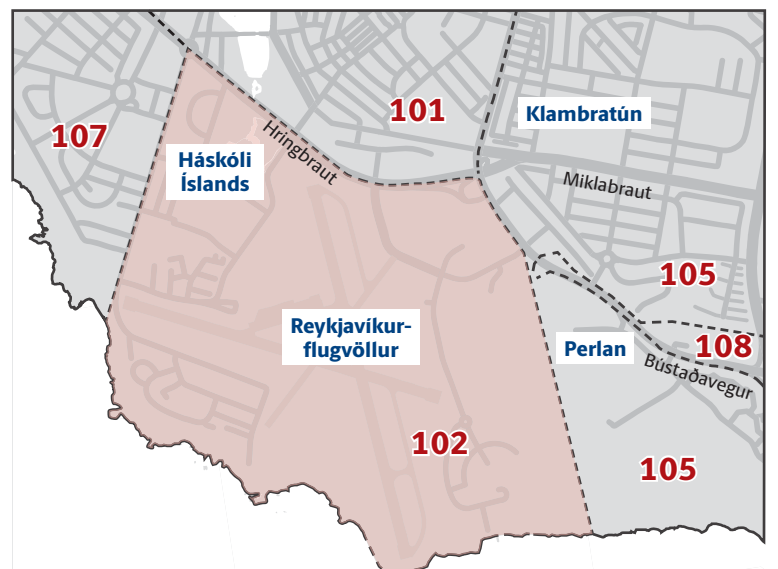 101
Klambratún
107
Hringbraut
Háskóli
Íslands
Miklabraut
105
Reykjavíkur-
flugvöllur
Perlan
108
Bústaðavegur
102
105